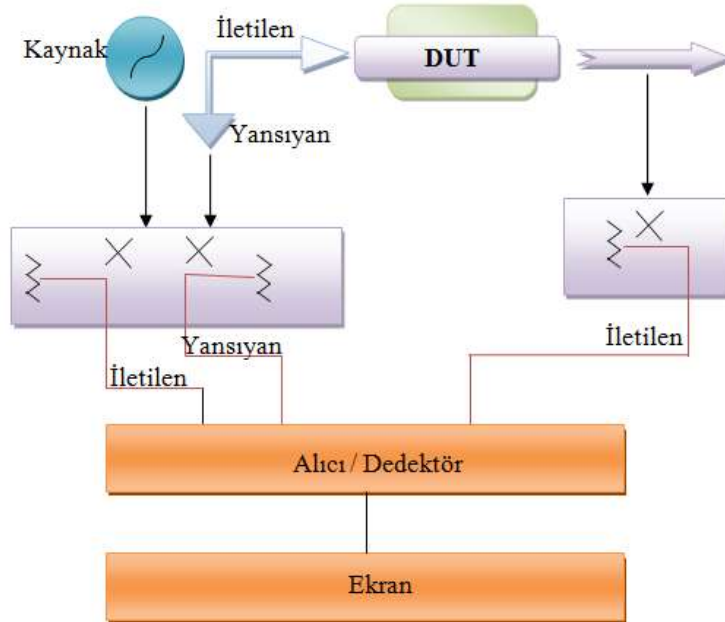 İletilen
Kaynak
DUT
Yansıyan
Yansıyan
İletilen
İletilen
Alıcı / Dedektör
Ekran